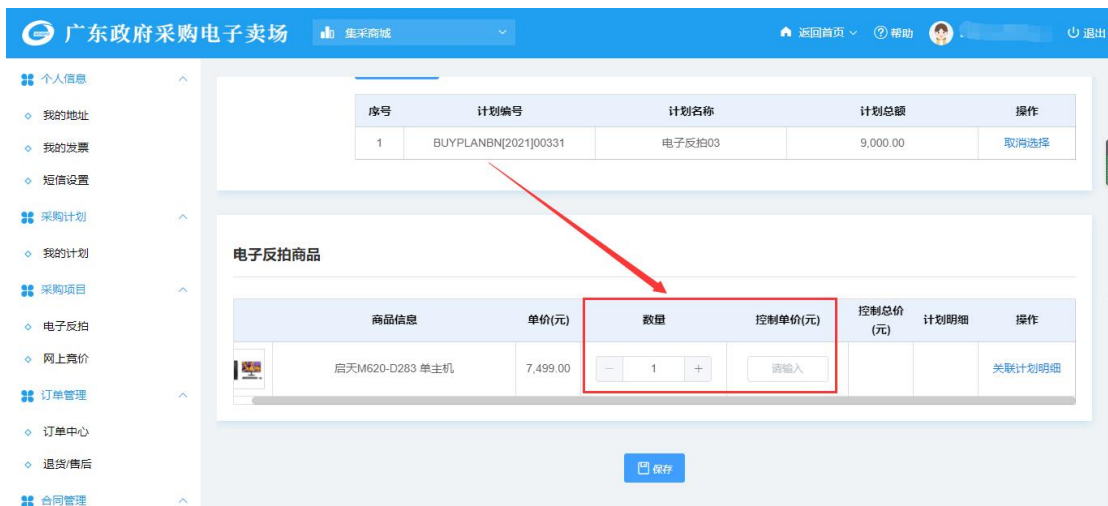 广东政府采购电子卖场
集采商城
返回首页
帮助
退出
个人信息
我的地址
我的发票
短信设置
采购计划
我的计划
采购项目
电子反拍
网上竞价
订单管理
订单中心
退货/售后
合同管理
序号 计划编号 计划名称 计划总额 操作
1 BUYPLANBN[2021]00331 电子反拍03 9,000.00 取消选择
电子反拍商品
商品信息 单价(元) 数量 控制单价(元) 控制总价(元) 计划明细 操作
启天M620-D283 单主机 7,499.00 − 1 + 请输入 关联计划明细
保存